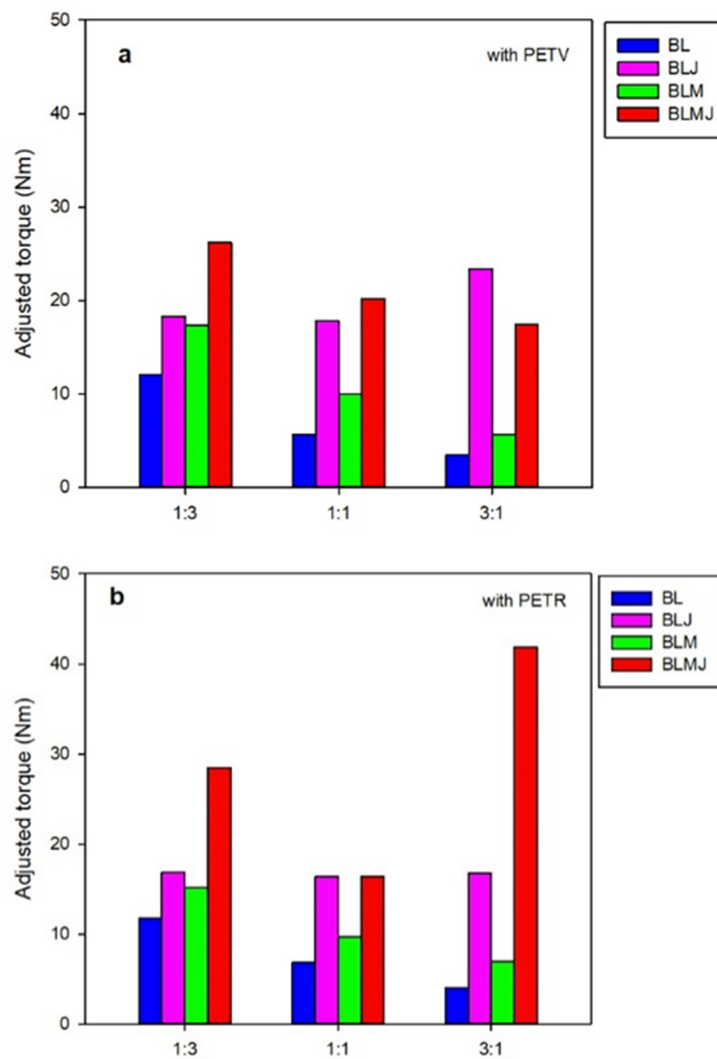 a
with PETV
BL
BLJ
BLM
BLMJ
Adjusted torque (Nm)
50
40
30
20
10
0
1:3
1:1
3:1
b
with PETR
BL
BLJ
BLM
BLMJ
Adjusted torque (Nm)
50
40
30
20
10
0
1:3
1:1
3:1